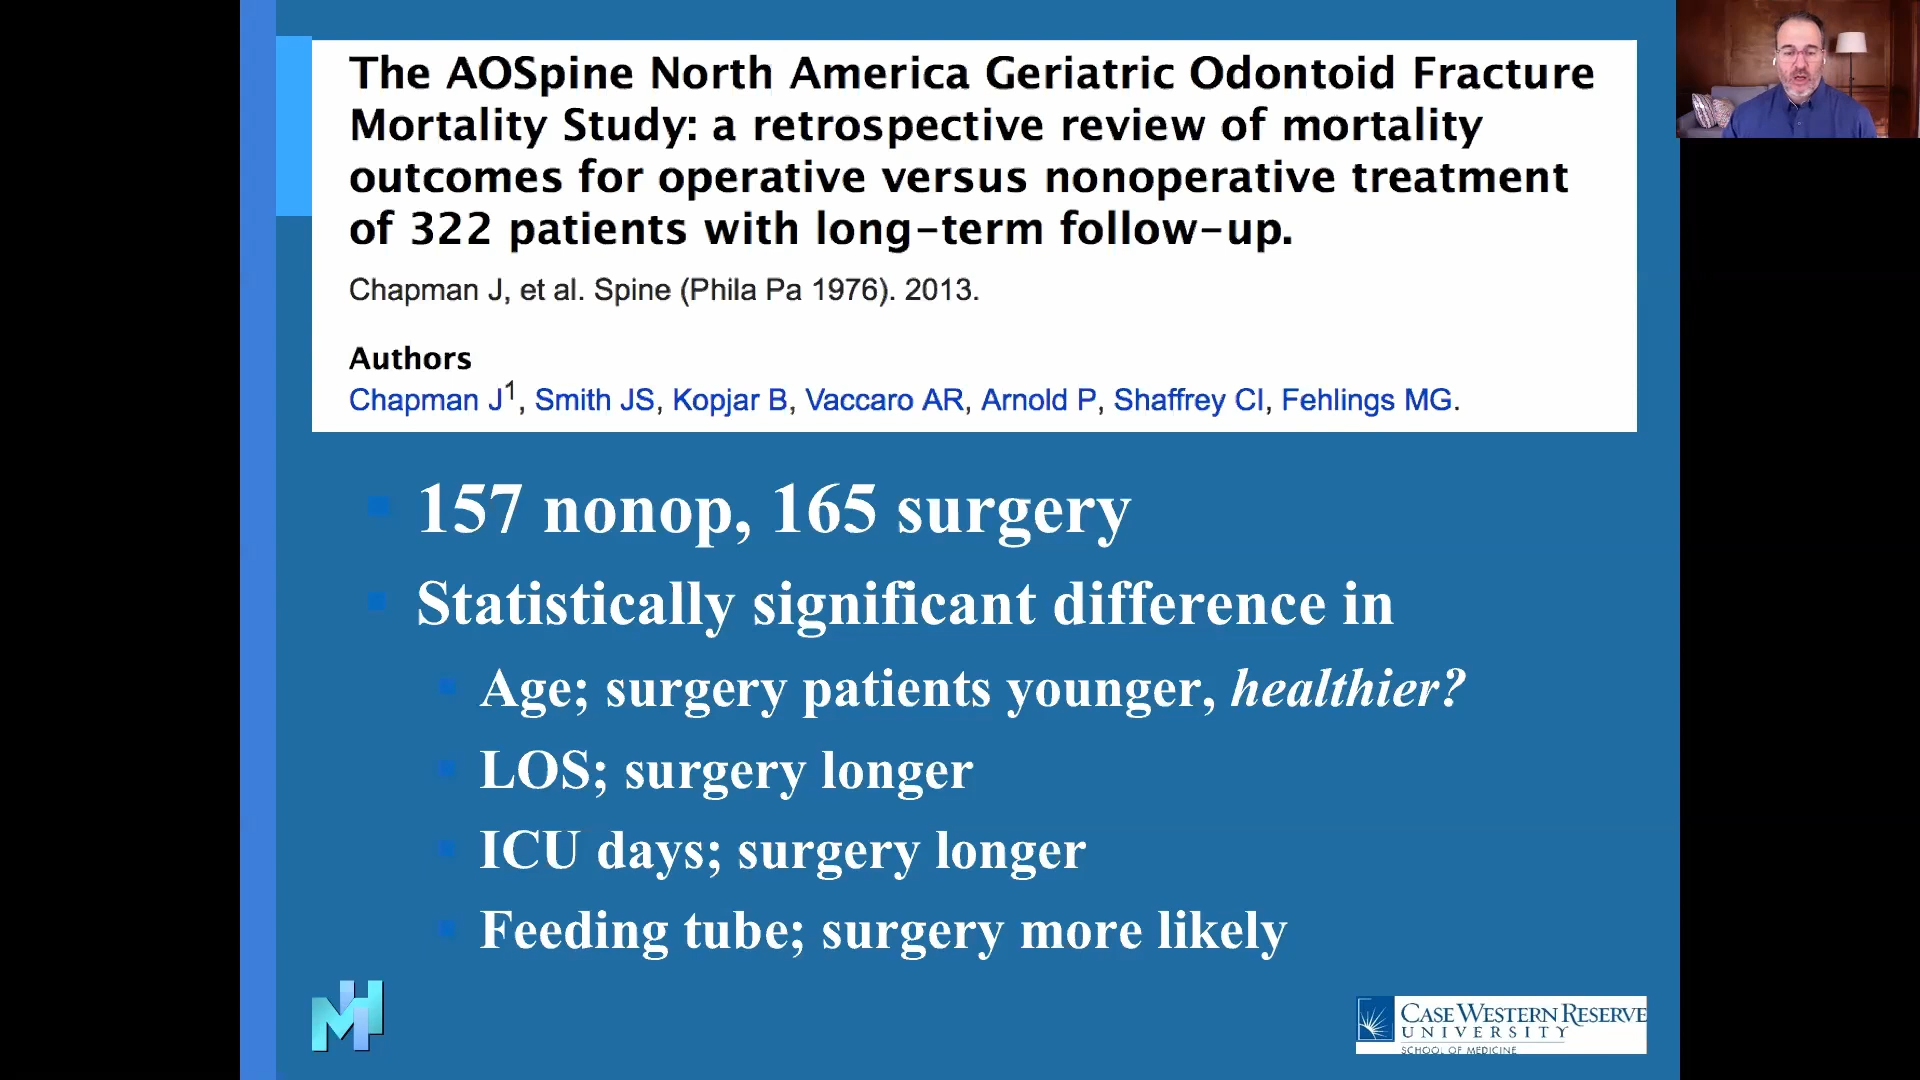 The AOSpine North America Geriatric Odontoid Fracture
Mortality Study: a retrospective review of mortality
outcomes for operative versus nonoperative treatment
of 322 patients with long-term follow-up.
Chapman J, et al. Spine (Phila Pa 1976). 2013.
Authors
Chapman J1, Smith JS, Kopjar B, Vaccaro AR, Arnold P, Shaffrey CI, Fehlings MG.
157 nonop, 165 surgery
Statistically significant difference in
Age; surgery patients younger, healthier?
LOS; surgery longer
ICU days; surgery longer
Feeding tube; surgery more likely
MH
CASE WESTERN RESERVE
UNIVERSITY
SCHOOL OF MEDICINE